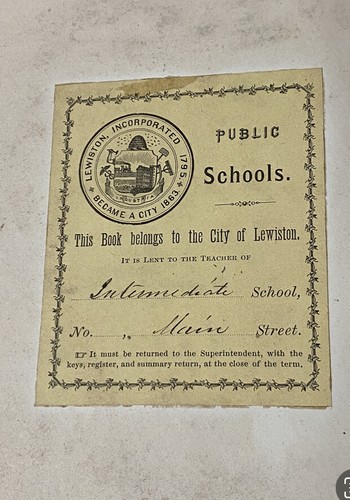 LEWISTON, INCORPORATED 1795.
BECAME A CITY 1863.
INDUSTRIA
PUBLIC
Schools.
This Book belongs to the City of Lewiston.
IT IS LENT TO THE TEACHER OF
Intermediate School,
No. „ Main Street.
☞ It must be returned to the Superintendent, with the
keys, register, and summary return, at the close of the term.